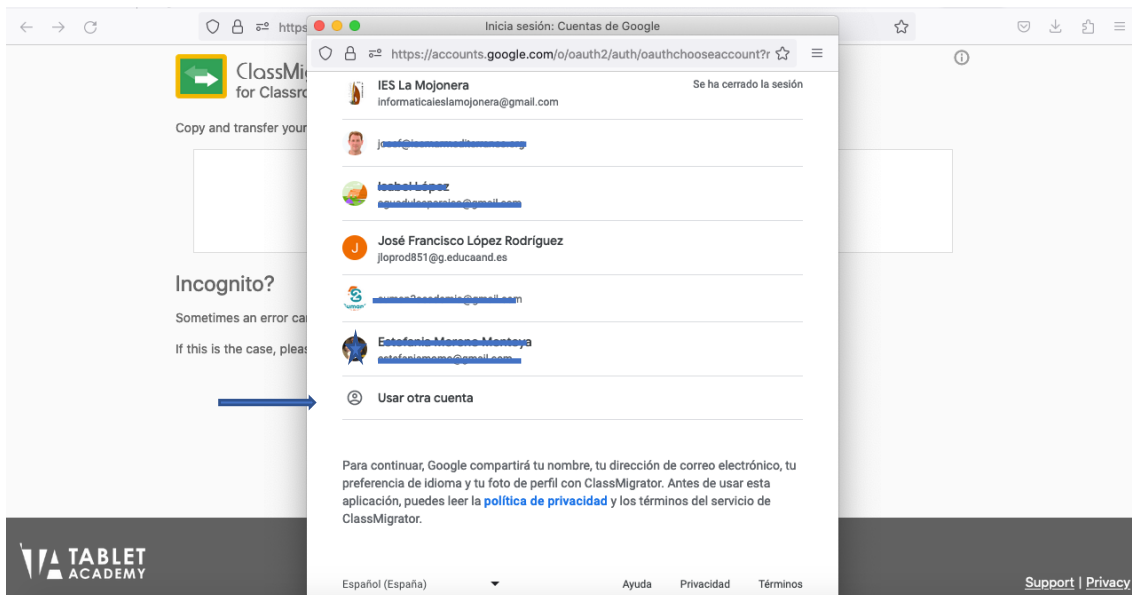 https
Inicia sesión: Cuentas de Google
https://accounts.google.com/o/oauth2/auth/oauthchooseaccount?r
ClassMi
for Classro
Copy and transfer your
IES La Mojonera
Se ha cerrado la sesión
informaticaieslamojonera@gmail.com
José Francisco López Rodríguez
J
jloprod851@g.educaand.es
Incognito?
Sometimes an error ca
If this is the case, pleas
Usar otra cuenta
Para continuar, Google compartirá tu nombre, tu dirección de correo electrónico, tu
preferencia de idioma y tu foto de perfil con ClassMigrator. Antes de usar esta
aplicación, puedes leer la política de privacidad y los términos del servicio de
ClassMigrator.
TABLET
ACADEMY
Español (España)
Ayuda Privacidad Términos
Support | Privacy